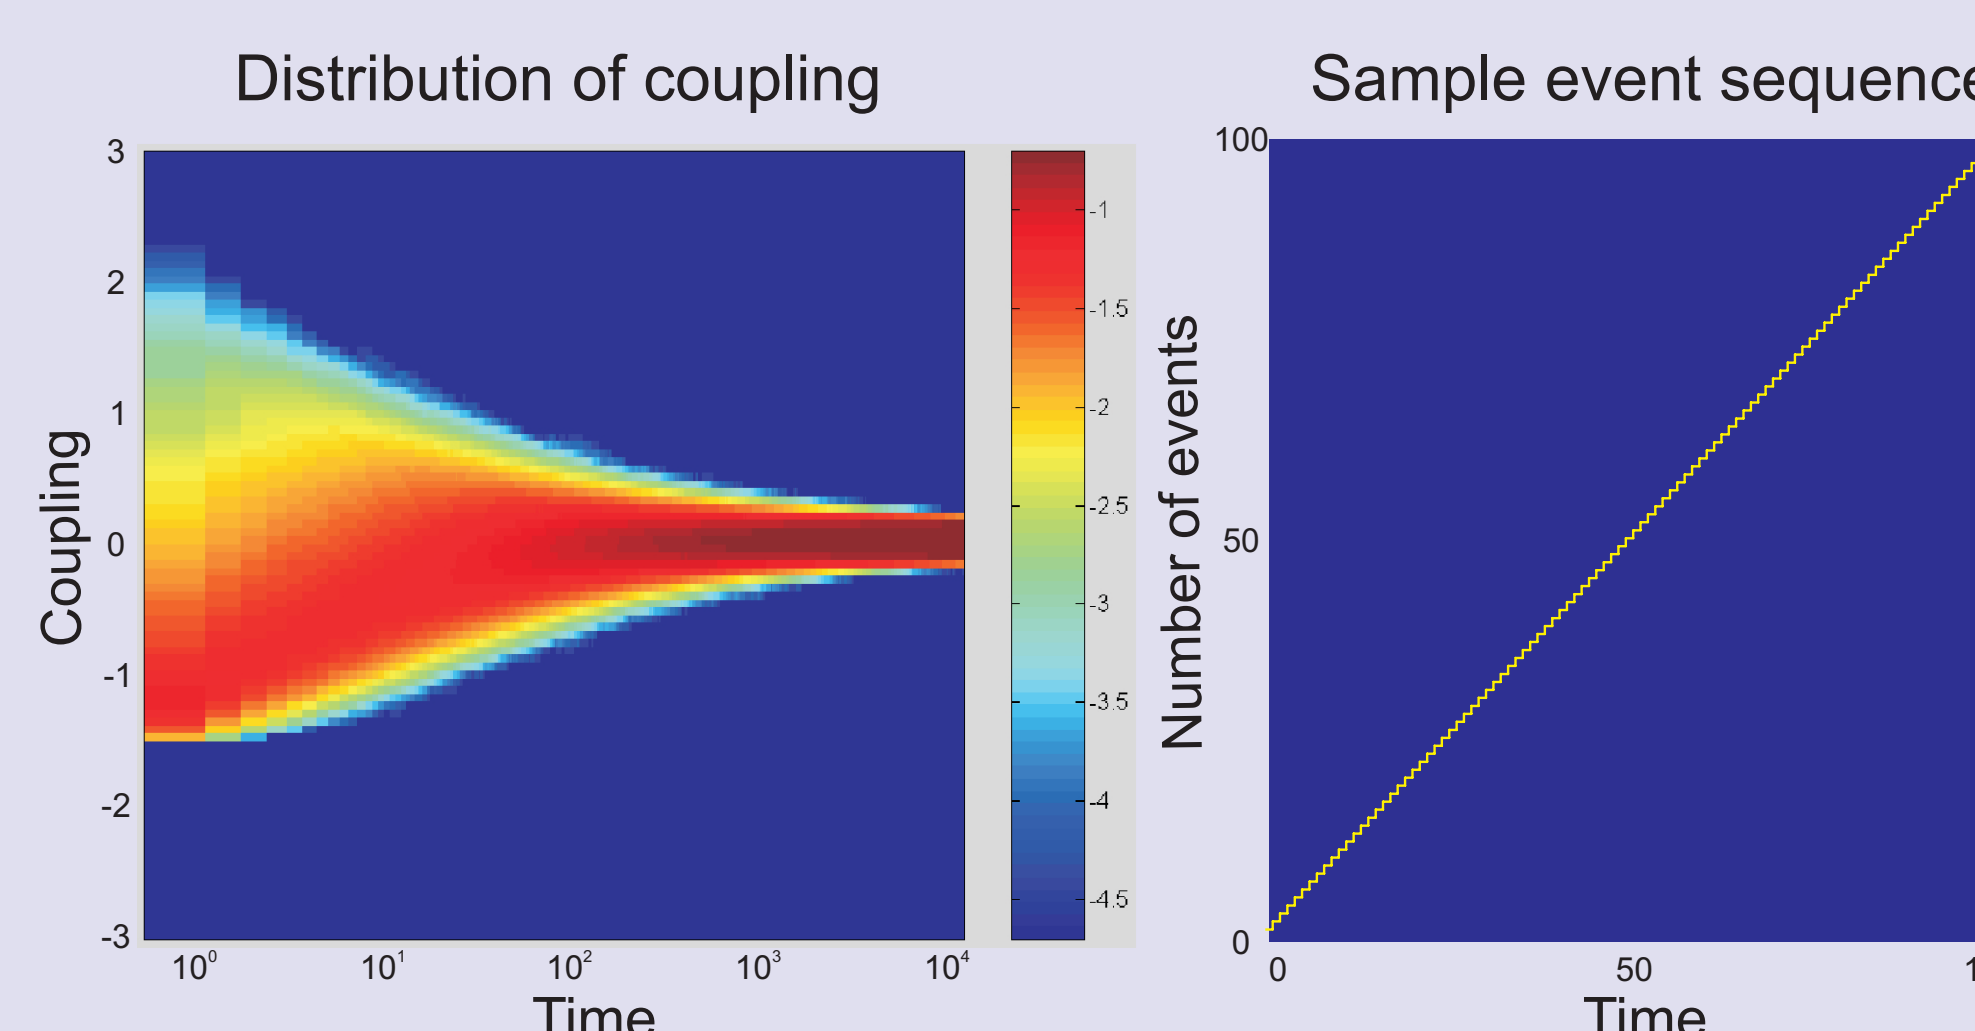 Distribution of coupling
3
2
1
0
-1
-2
-3
Coupling
10⁰ 10¹ 10² 10³ 10⁴
Time
-1
-1.5
-2
-2.5
-3
-3.5
-4
-4.5
Sample event sequence
100
50
0
Number of events
0 50 1
Time